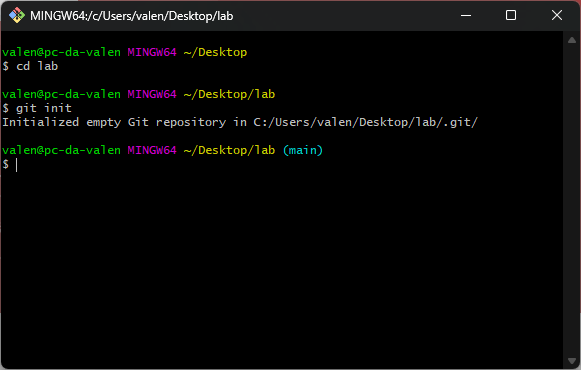 MINGW64:/c/Users/valen/Desktop/lab
valen@pc-da-valen MINGW64 ~/Desktop
$ cd lab
valen@pc-da-valen MINGW64 ~/Desktop/lab
$ git init
Initialized empty Git repository in C:/Users/valen/Desktop/lab/.git/
valen@pc-da-valen MINGW64 ~/Desktop/lab (main)
$